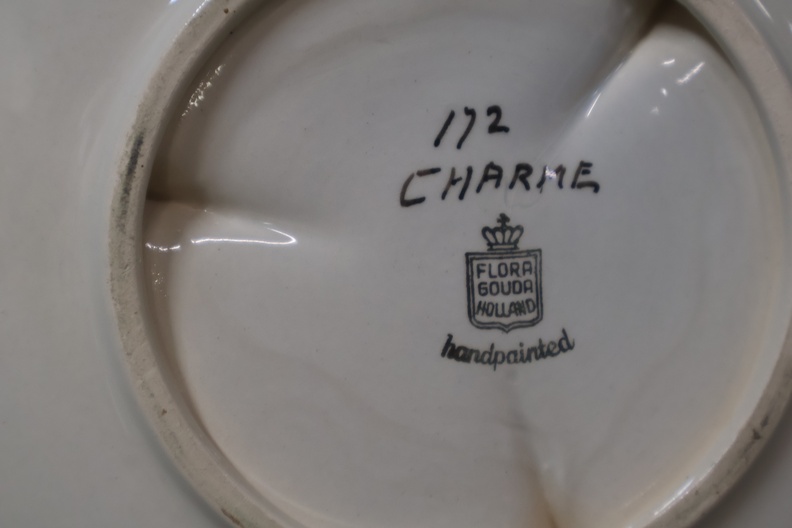 172
CHARME
FLORA
GOUDA
HOLLAND
handpainted